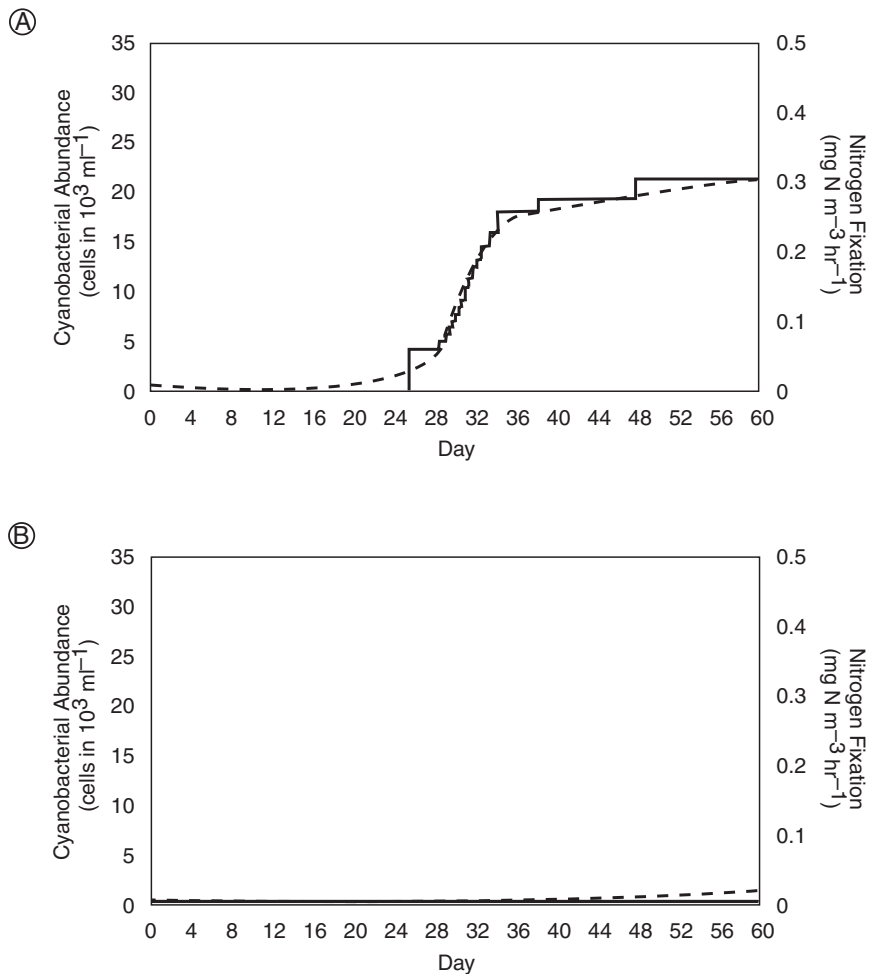 A
35
30
25
20
15
10
5
0
Cyanobacterial Abundance
(cells in 10³ ml⁻¹)
0.5
0.4
0.3
0.2
0.1
0
Nitrogen Fixation
(mg N m⁻³ hr⁻¹)
0 4 8 12 16 20 24 28 32 36 40 44 48 52 56 60
Day
B
35
30
25
20
15
10
5
0
Cyanobacterial Abundance
(cells in 10³ ml⁻¹)
0.5
0.4
0.3
0.2
0.1
0
Nitrogen Fixation
(mg N m⁻³ hr⁻¹)
0 4 8 12 16 20 24 28 32 36 40 44 48 52 56 60
Day